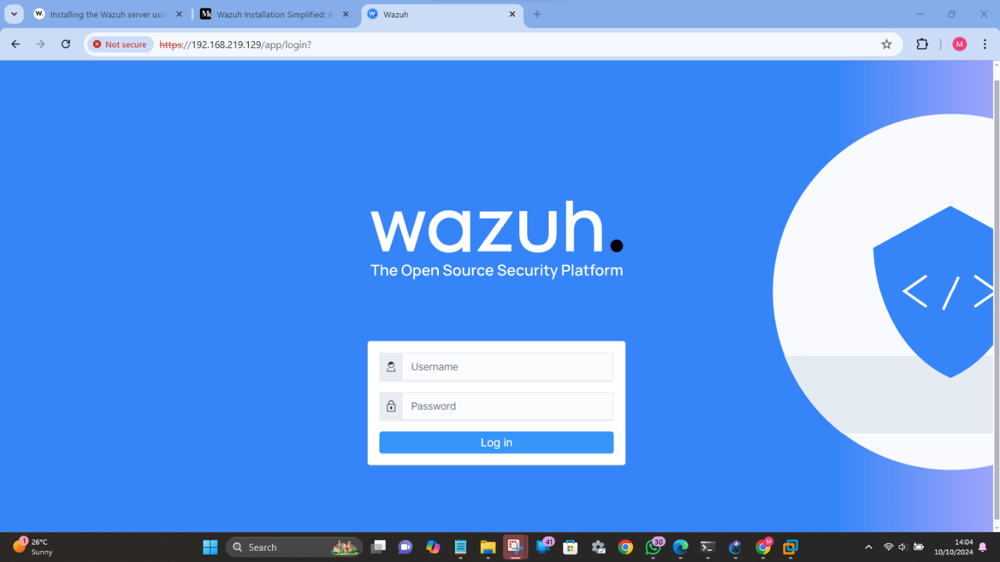 Installing the Wazuh server usin
Wazuh Installation Simplified: A
Wazuh
Not secure
https://192.168.219.129/app/login?
M
wazuh.
The Open Source Security Platform
</>
Username
Password
Log in
1
26°C
Sunny
Search
41
30
M
14:04
10/10/2024